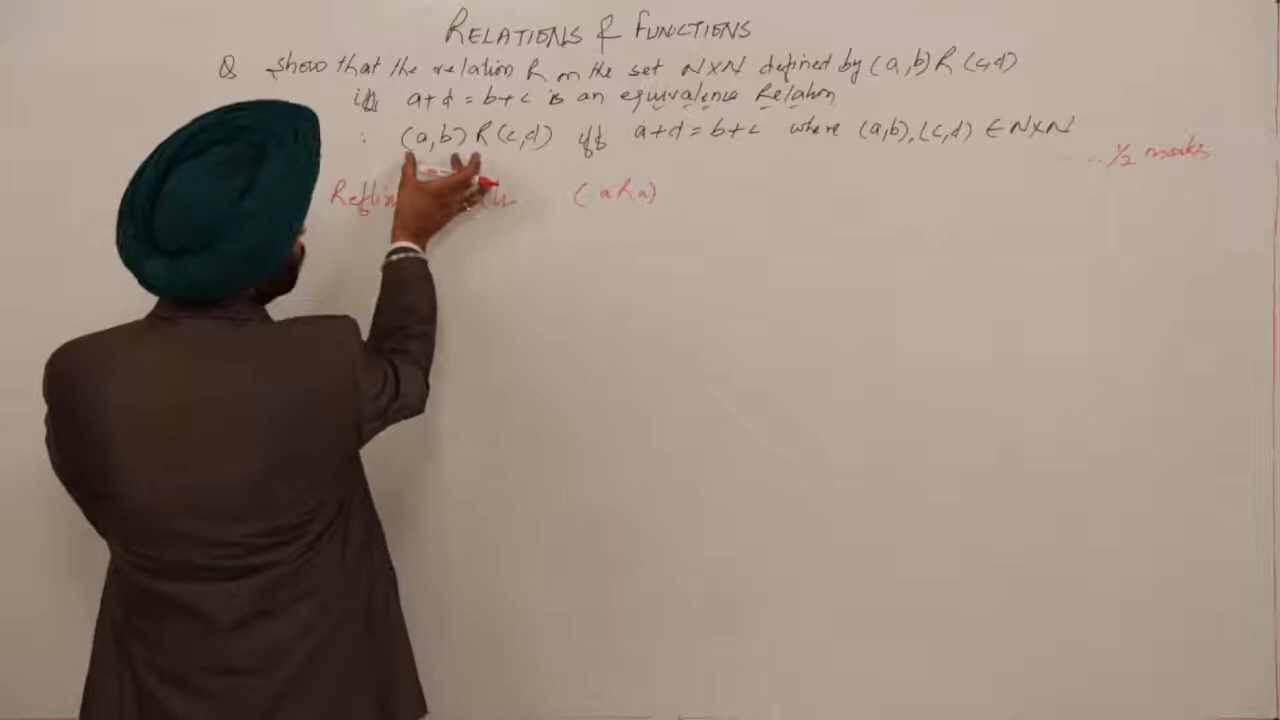 RELATIONS & FUNCTIONS
Q show that the relation R on the set N×N defined by (a,b) R (c,d)
iff a+d = b+c is an equivalence Relation
: (a,b) R (c,d) iff a+d = b+c where (a,b), (c,d) ∈ N×N
.. 1/2 marks
(aRa)